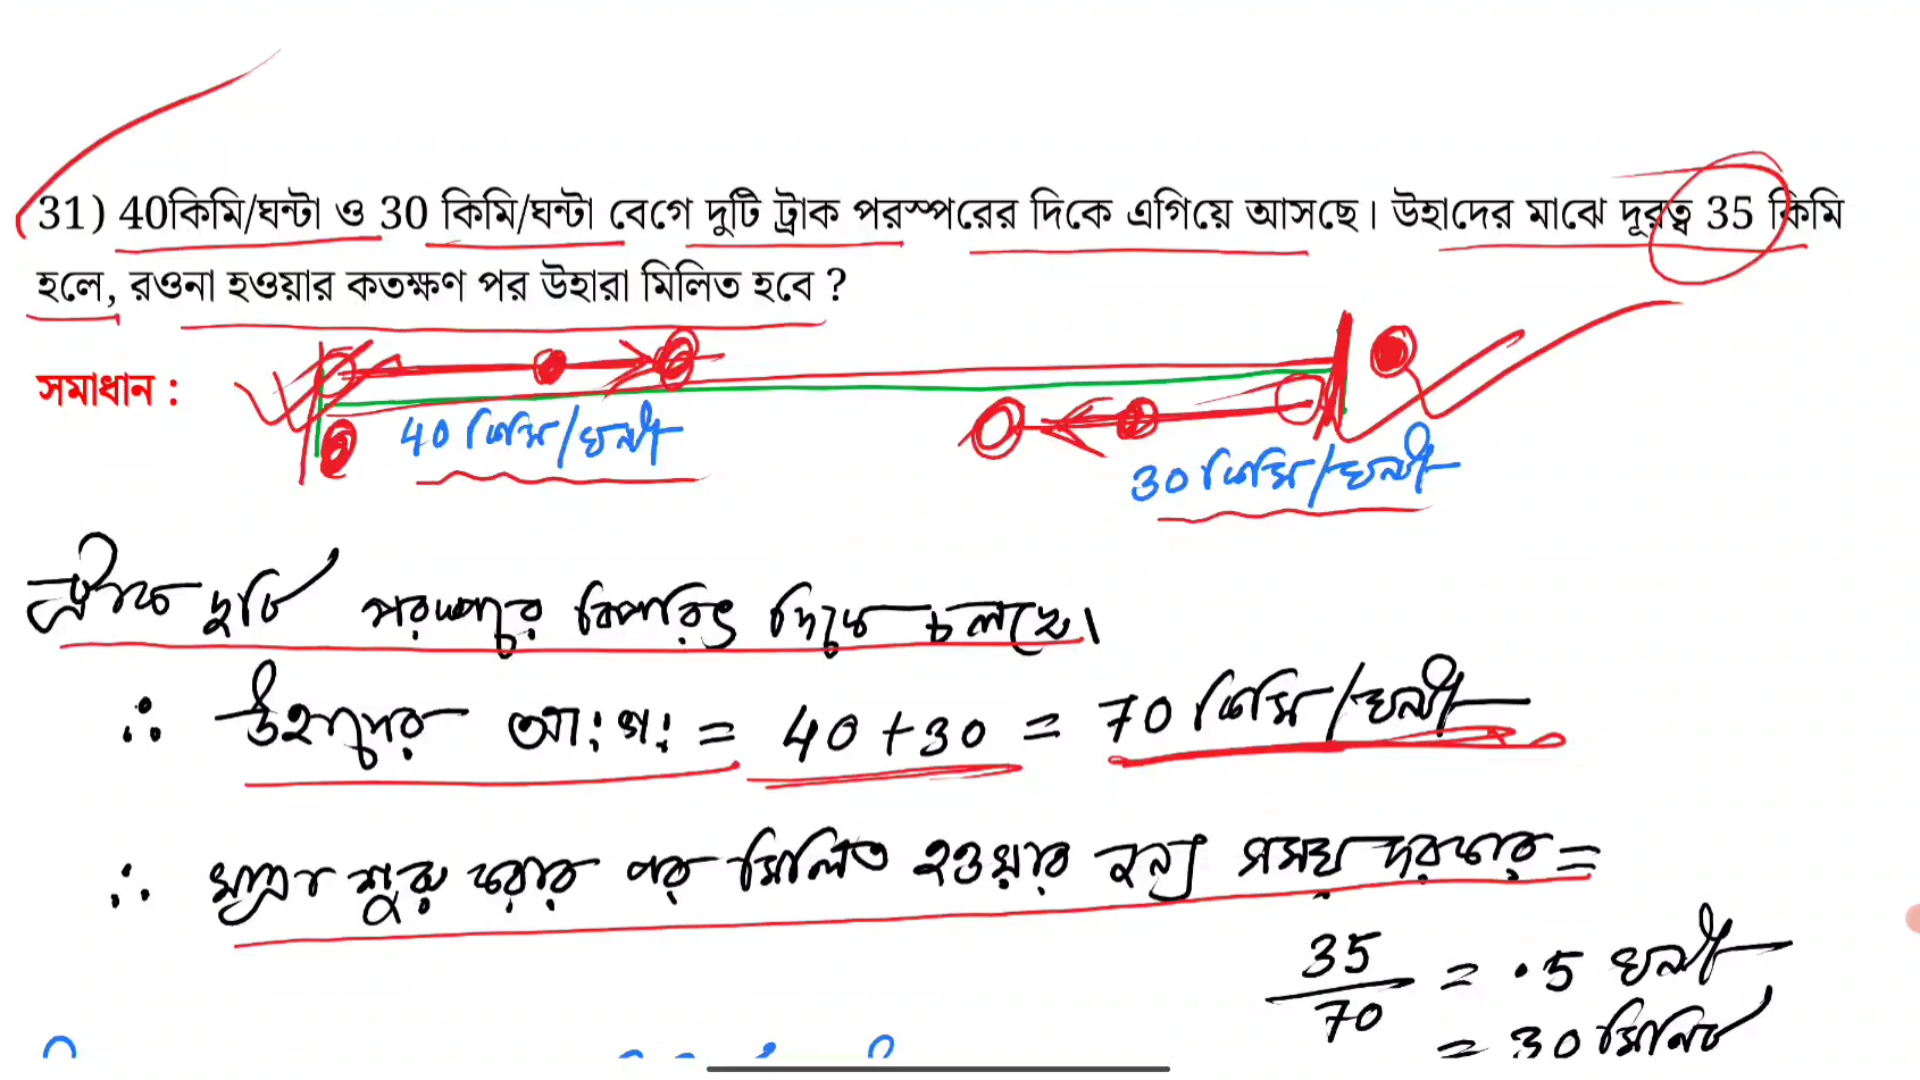 31) 40কিমি/ঘন্টা ও 30 কিমি/ঘন্টা বেগে দুটি ট্রাক পরস্পরের দিকে এগিয়ে আসছে। উহাদের মাঝে দূরত্ব 35 কিমি
হলে, রওনা হওয়ার কতক্ষণ পর উহারা মিলিত হবে ?
সমাধান :
40 কিমি/ঘন্টা
30 কিমি/ঘন্টা
ট্রাক দুটি পরস্পর বিপরিৎ দিকে চলছে।
∴ উহাদের আঃ গঃ = 40 + 30 = 70 কিমি/ঘন্টা
∴ যাত্রা শুরু করার পর মিলিত হওয়ার জন্য সময় দরকার =
35/70 = .5 ঘন্টা
= 30 মিনিট